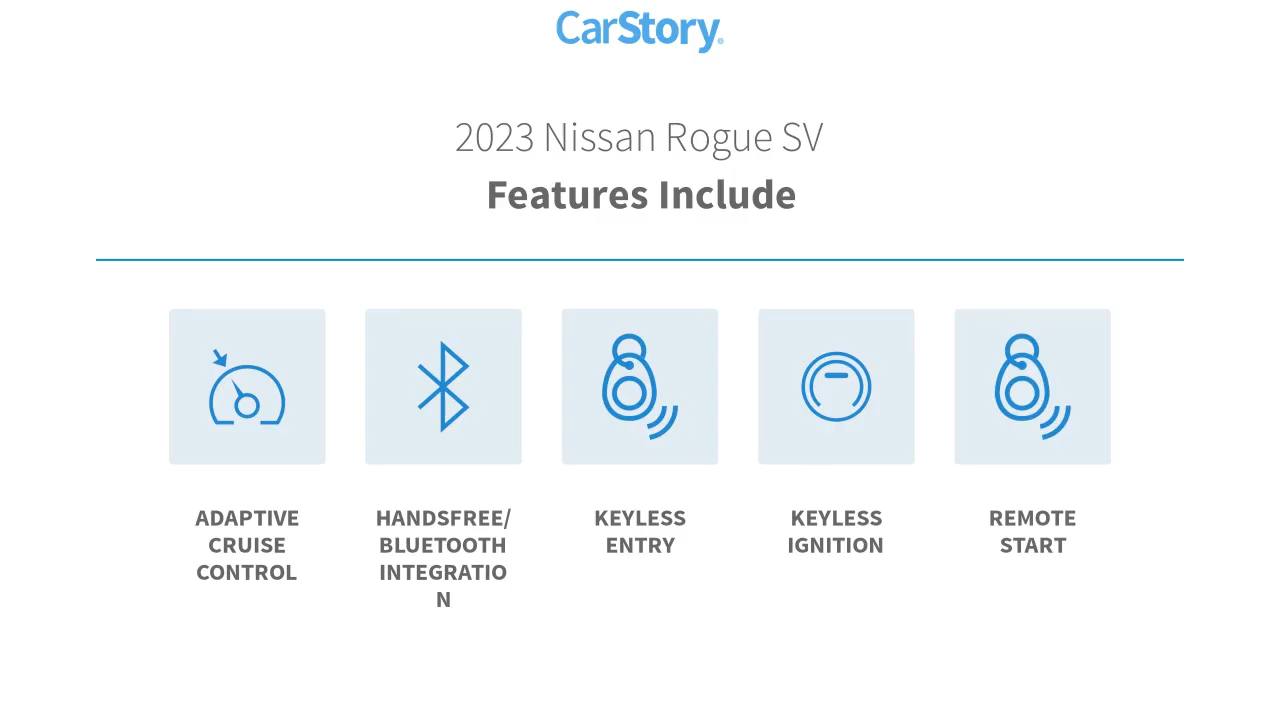 CarStory®
2023 Nissan Rogue SV
Features Include
ADAPTIVE
CRUISE
CONTROL
HANDSFREE/
BLUETOOTH
INTEGRATIO
N
KEYLESS
ENTRY
KEYLESS
IGNITION
REMOTE
START